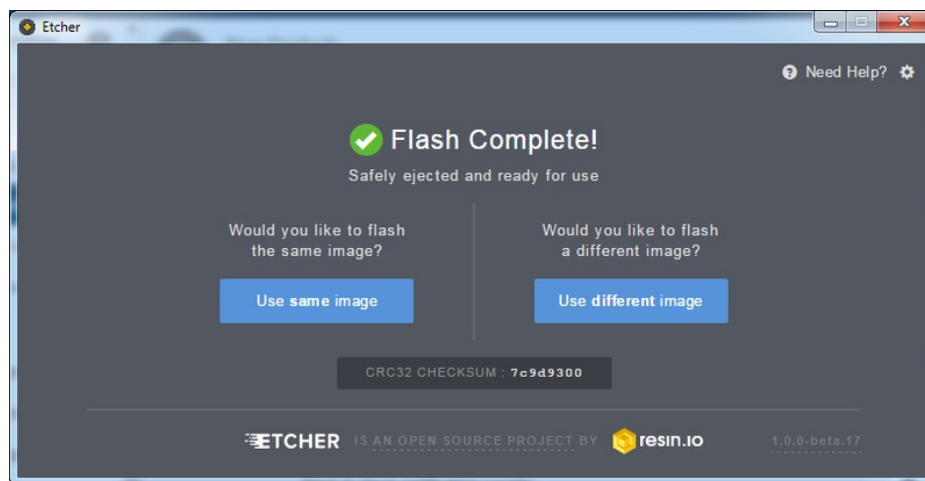 Etcher
Need Help?
Flash Complete!
Safely ejected and ready for use
Would you like to flash
the same image?
Use same image
Would you like to flash
a different image?
Use different image
CRC32 CHECKSUM : 7c9d9300
ETCHER IS AN OPEN SOURCE PROJECT BY resin.io 1.0.0-beta.17